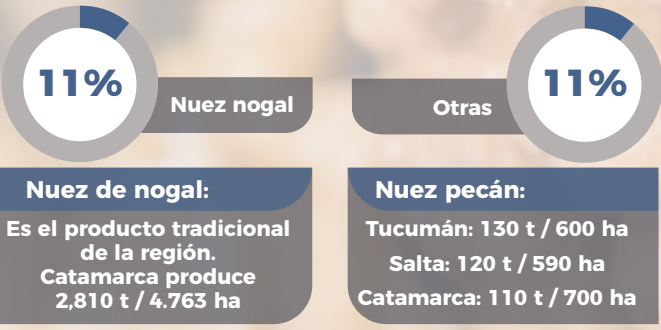 11%
Nuez nogal
Otras
11%
Nuez de nogal:
Es el producto tradicional
de la región.
Catamarca produce
2,810 t / 4.763 ha
Nuez pecán:
Tucumán: 130 t / 600 ha
Salta: 120 t / 590 ha
Catamarca: 110 t / 700 ha